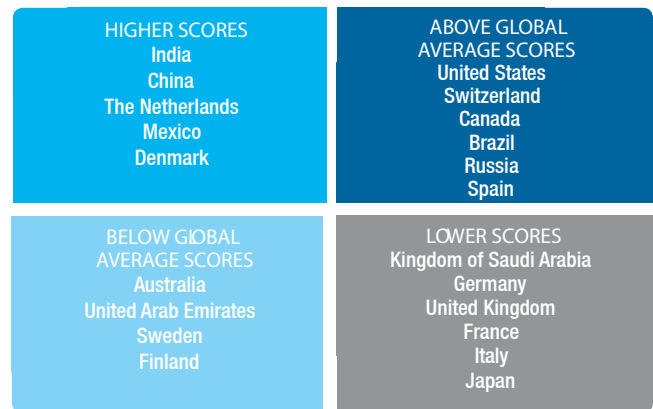 HIGHER SCORES
India
China
The Netherlands
Mexico
Denmark
ABOVE GLOBAL
AVERAGE SCORES
United States
Switzerland
Canada
Brazil
Russia
Spain
BELOW GLOBAL
AVERAGE SCORES
Australia
United Arab Emirates
Sweden
Finland
LOWER SCORES
Kingdom of Saudi Arabia
Germany
United Kingdom
France
Italy
Japan